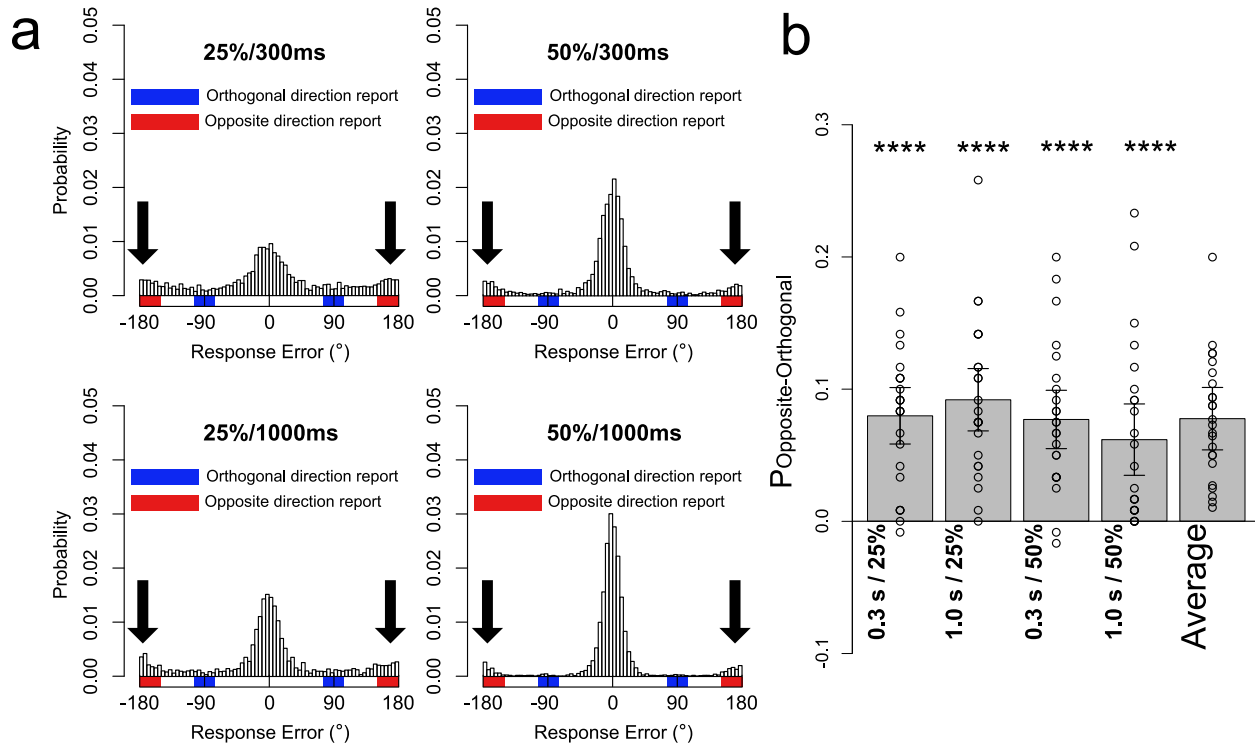 a
25%/300ms
Orthogonal direction report
Opposite direction report
Probability
0.00 0.01 0.02 0.03 0.04 0.05
-180 -90 0 90 180
Response Error (°)
50%/300ms
Orthogonal direction report
Opposite direction report
0.00 0.01 0.02 0.03 0.04 0.05
-180 -90 0 90 180
Response Error (°)
25%/1000ms
Orthogonal direction report
Opposite direction report
Probability
0.00 0.01 0.02 0.03 0.04 0.05
-180 -90 0 90 180
Response Error (°)
50%/1000ms
Orthogonal direction report
Opposite direction report
0.00 0.01 0.02 0.03 0.04 0.05
-180 -90 0 90 180
Response Error (°)
b
POpposite-Orthogonal
-0.1 0.0 0.1 0.2 0.3
**** **** **** ****
0.3 s / 25%
1.0 s / 25%
0.3 s / 50%
1.0 s / 50%
Average